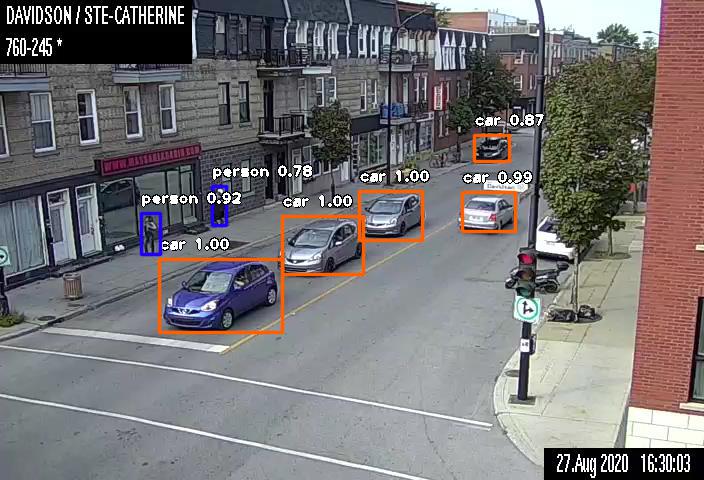 DAVIDSON / STE-CATHERINE
760-245 *
car 0.87
person 0.78
car 0.99
car 1.00
person 0.92
car 1.00
car 1.00
27.Aug 2020 16:30:03